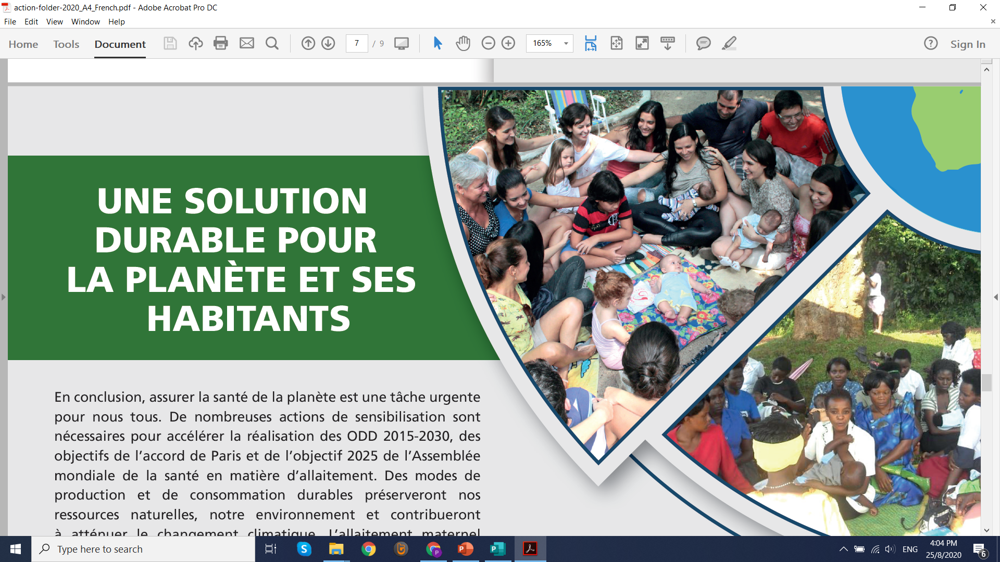 action-folder-2020_A4_French.pdf - Adobe Acrobat Pro DC
File Edit View Window Help
Home Tools Document 7 / 9 165% Sign In
UNE SOLUTION
DURABLE POUR
LA PLANÈTE ET SES
HABITANTS
En conclusion, assurer la santé de la planète est une tâche urgente
pour nous tous. De nombreuses actions de sensibilisation sont
nécessaires pour accélérer la réalisation des ODD 2015-2030, des
objectifs de l’accord de Paris et de l’objectif 2025 de l’Assemblée
mondiale de la santé en matière d’allaitement. Des modes de
production et de consommation durables préserveront nos
ressources naturelles, notre environnement et contribueront
à atténuer le changement climatique. L’allaitement maternel
Type here to search
ENG
4:04 PM
25/8/2020
6